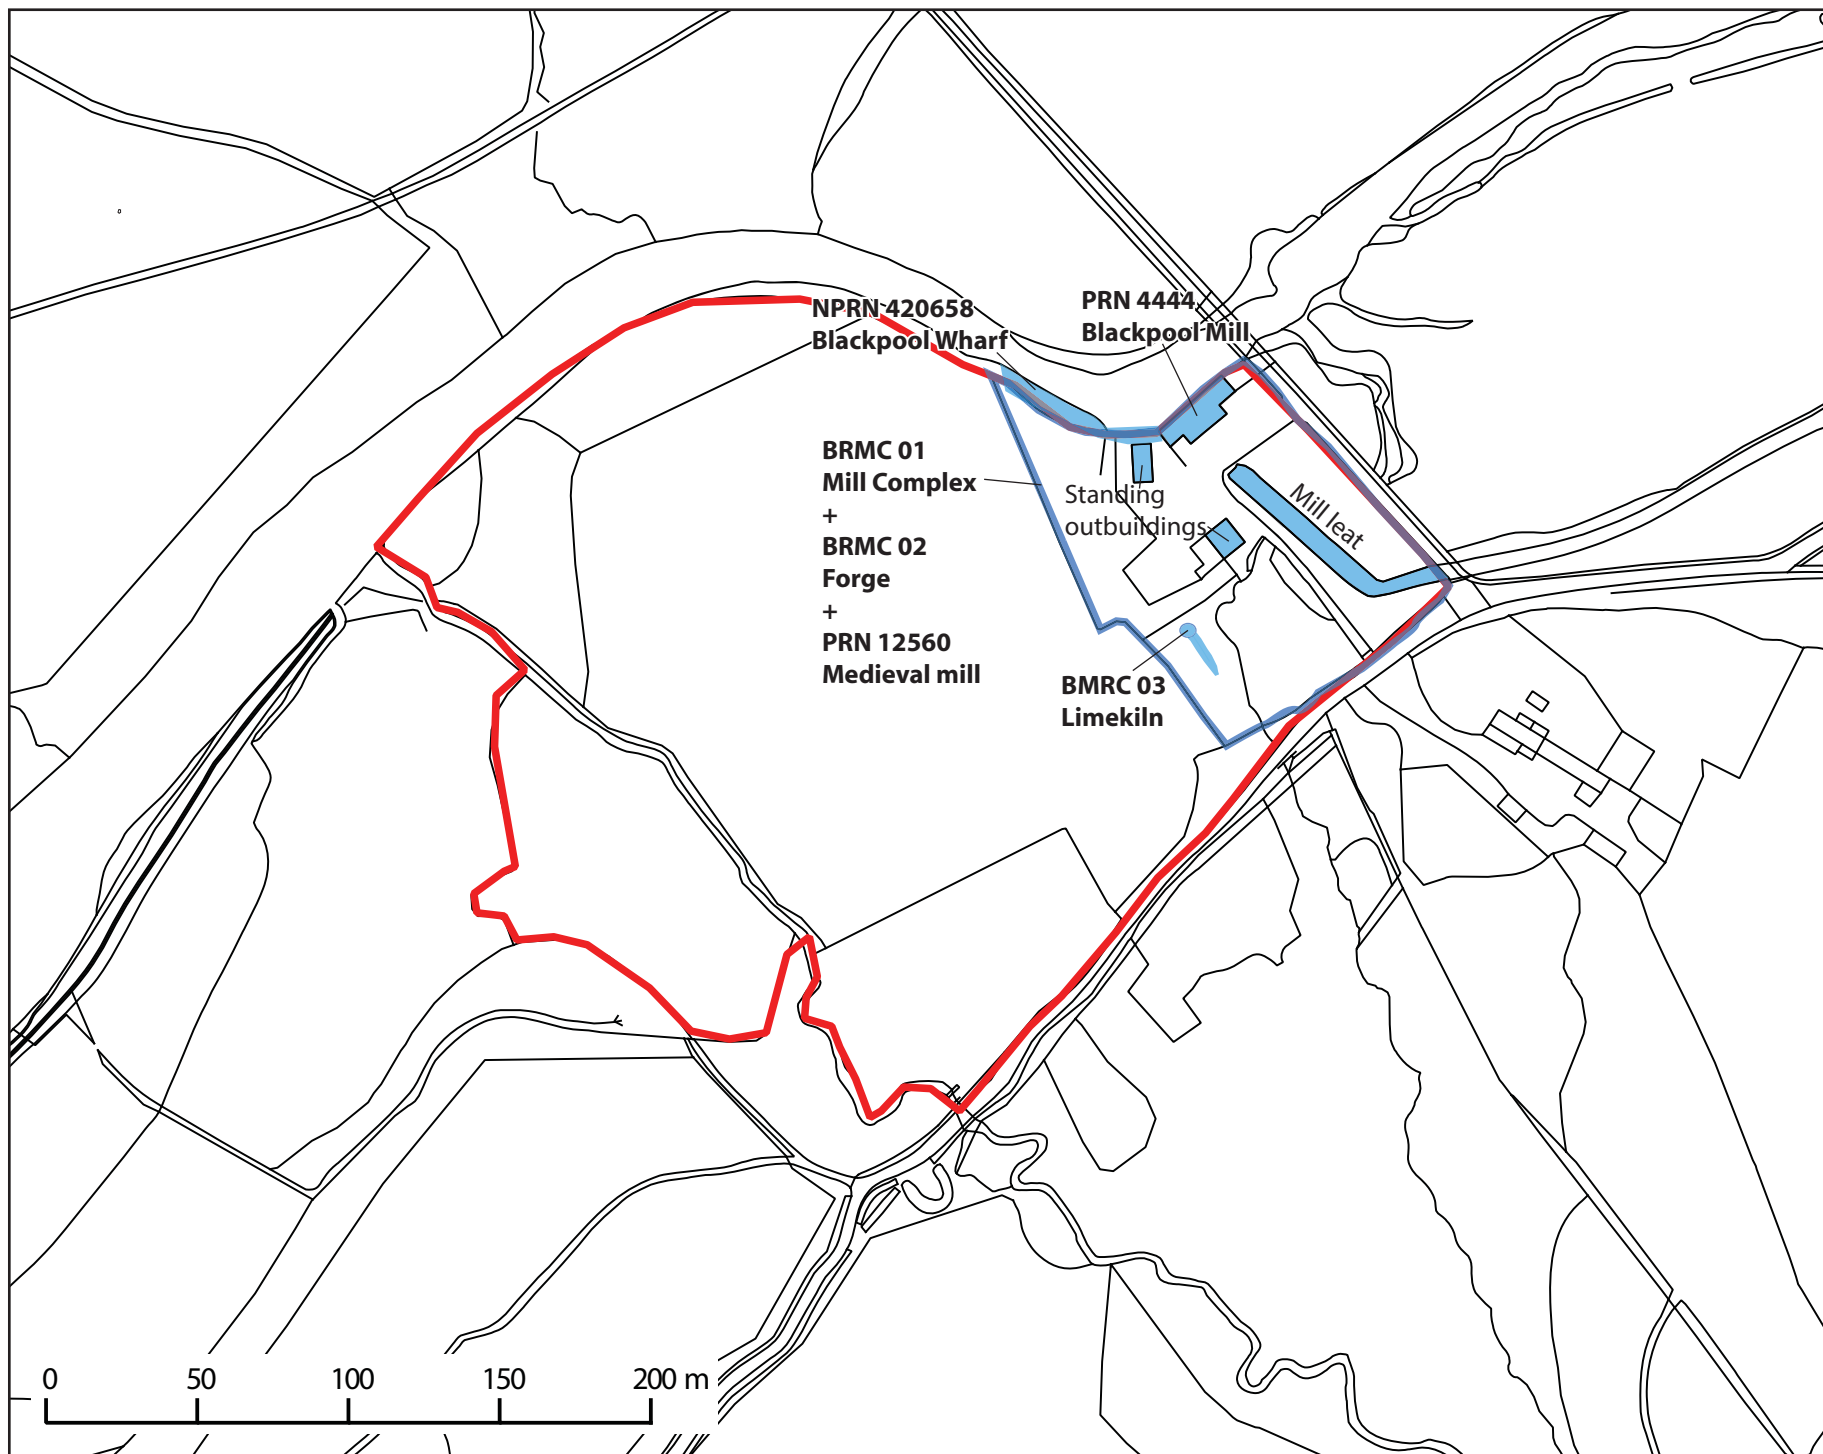 NPRN 420658
Blackpool Wharf
PRN 4444
Blackpool Mill
BRMC 01
Mill Complex
+
BRMC 02
Forge
+
PRN 12560
Medieval mill
Standing
outbuildings
Mill leat
BMRC 03
Limekiln
0 50 100 150 200 m